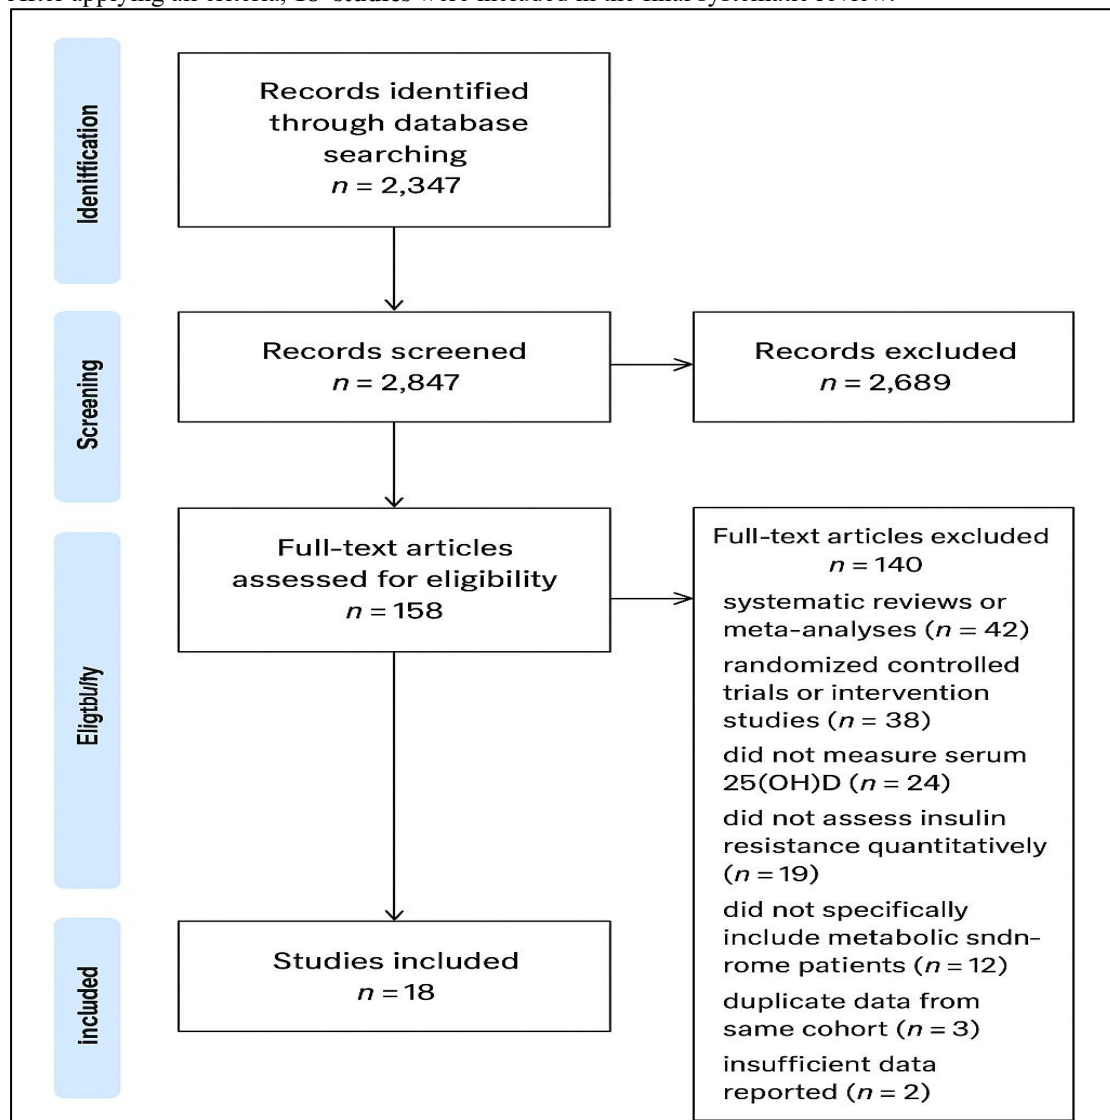 After applying all criteria, 18 studies were included in the final systematic review.
Idenification
Records identified
through database
searching
n = 2,347
Screening
Records screened
n = 2,847
Records excluded
n = 2,689
Eligtbility
Full-text articles
assessed for eligibility
n = 158
Full-text articles excluded
n = 140
systematic reviews or
meta-analyses (n = 42)
randomized controlled
trials or intervention
studies (n = 38)
did not measure serum
25(OH)D (n = 24)
did not assess insulin
resistance quantitatively
(n = 19)
did not specifically
include metabolic sndn-
rome patients (n = 12)
duplicate data from
same cohort (n = 3)
insufficient data
reported (n = 2)
included
Studies included
n = 18